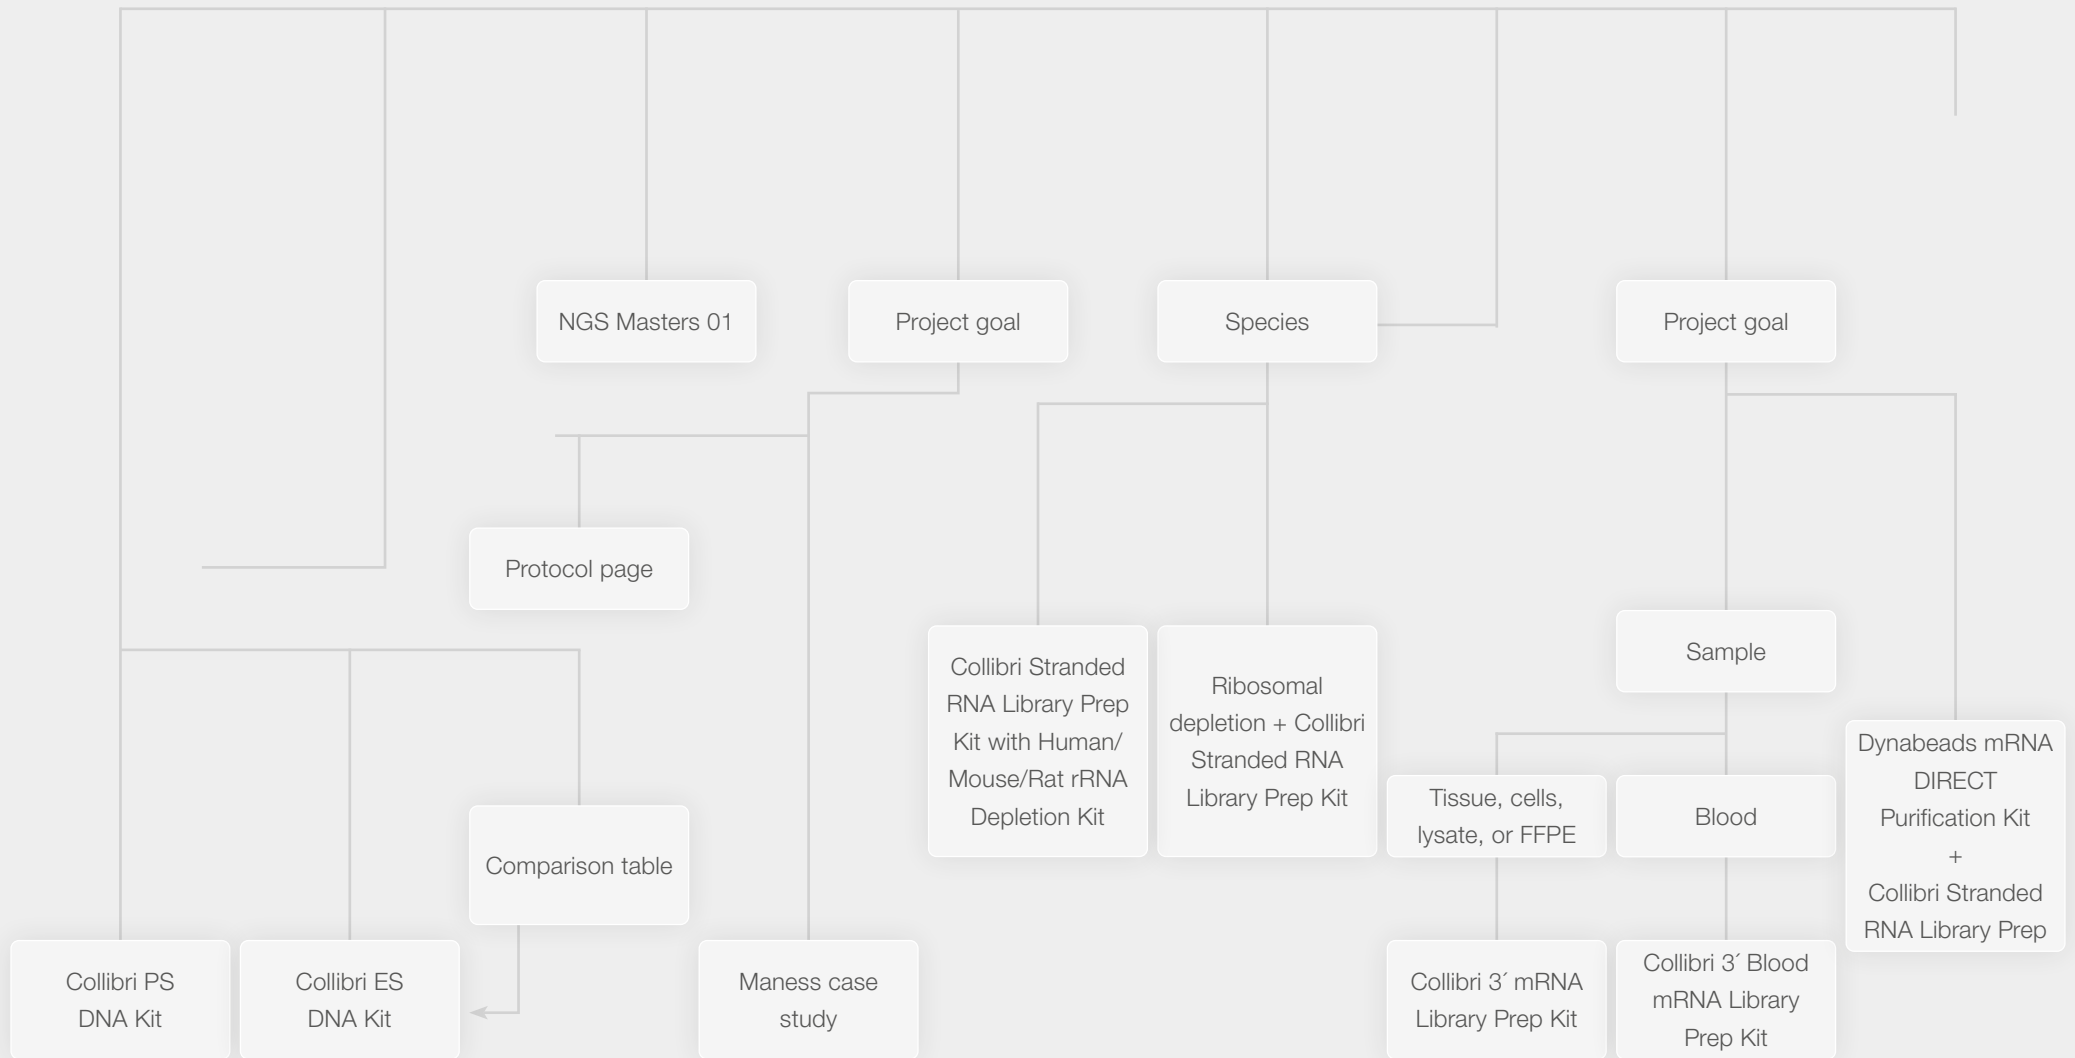 NGS Masters 01
Project goal
Species
Project goal
Protocol page
Sample
Collibri Stranded
RNA Library Prep
Kit with Human/
Mouse/Rat rRNA
Depletion Kit
Ribosomal
depletion + Collibri
Stranded RNA
Library Prep Kit
Tissue, cells,
lysate, or FFPE
Blood
Dynabeads mRNA
DIRECT
Purification Kit
+
Collibri Stranded
RNA Library Prep
Comparison table
Collibri PS
DNA Kit
Collibri ES
DNA Kit
Maness case
study
Collibri 3´ mRNA
Library Prep Kit
Collibri 3´ Blood
mRNA Library
Prep Kit